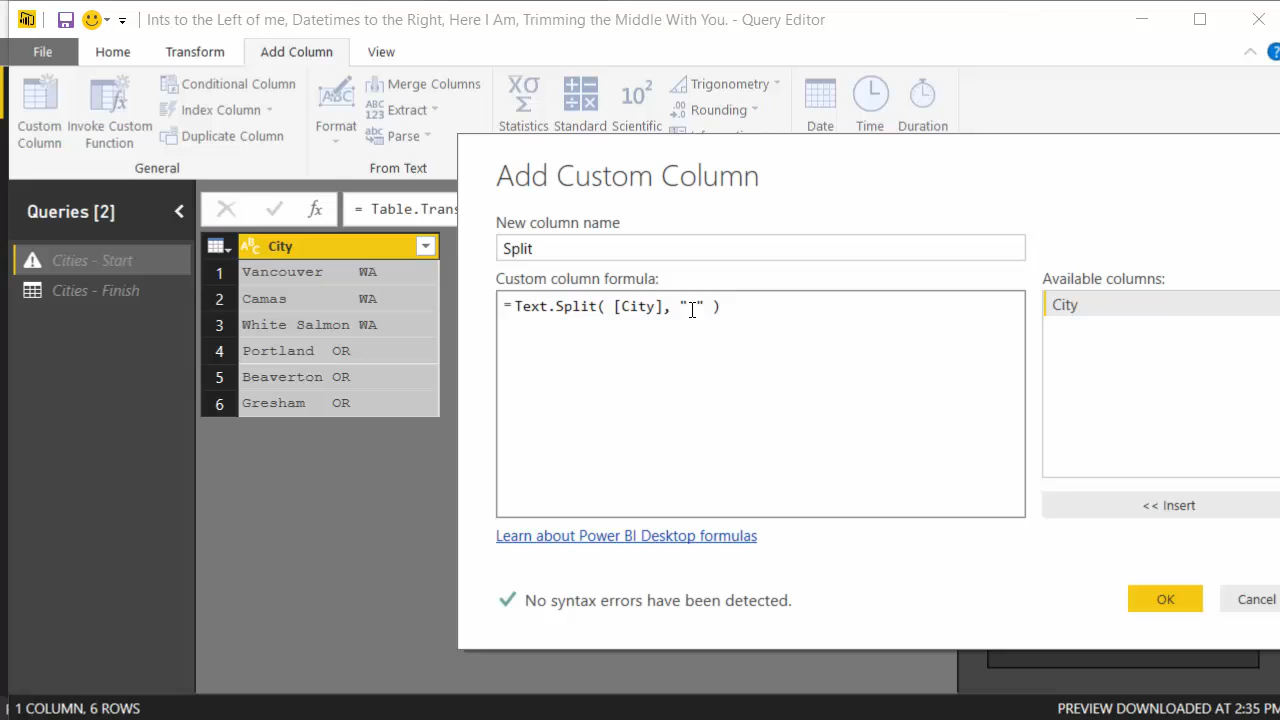 Ints to the Left of me, Datetimes to the Right, Here I Am, Trimming the Middle With You. - Query Editor
File Home Transform Add Column View
Custom Column
Invoke Custom Function
Conditional Column
Index Column
Duplicate Column
General
Format
Merge Columns
Extract
Parse
From Text
Statistics
Standard
Scientific
Trigonometry
Rounding
Date
Time
Duration
Queries [2]
Cities - Start
Cities - Finish
= Table.Trans
City
1 Vancouver WA
2 Camas WA
3 White Salmon WA
4 Portland OR
5 Beaverton OR
6 Gresham OR
Add Custom Column
New column name
Split
Custom column formula:
=Text.Split( [City], " " )
Available columns:
City
<< Insert
Learn about Power BI Desktop formulas
No syntax errors have been detected.
OK
Cancel
1 COLUMN, 6 ROWS
PREVIEW DOWNLOADED AT 2:35 PM